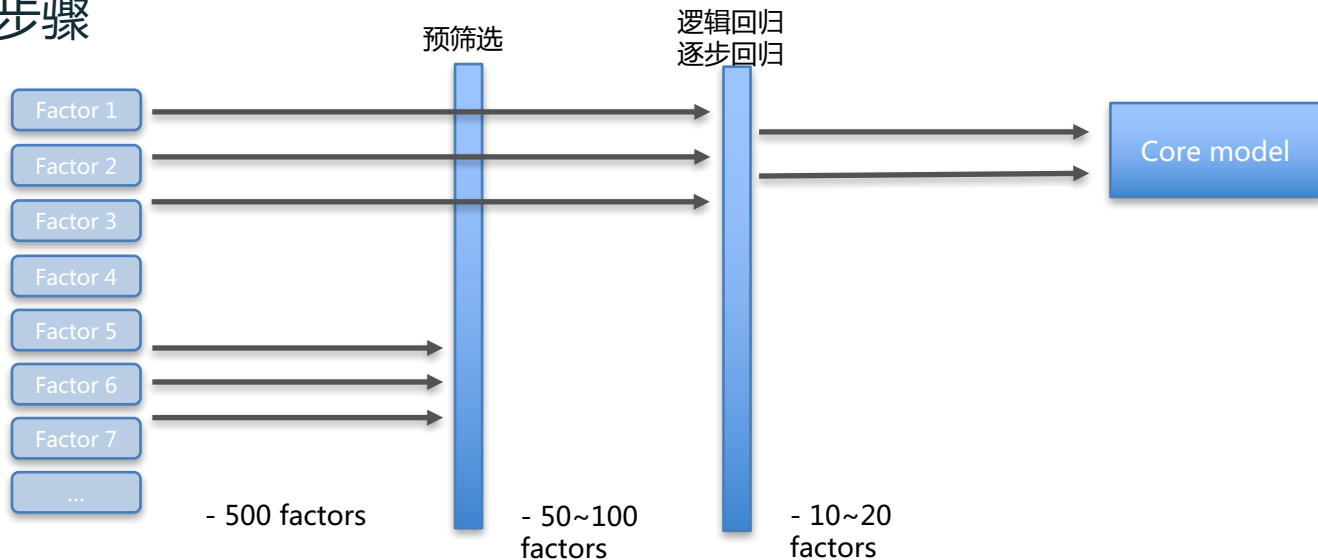 步骤
预筛选
逻辑回归
逐步回归
Factor 1
Factor 2
Factor 3
Factor 4
Factor 5
Factor 6
Factor 7
...
Core model
- 500 factors
- 50~100
factors
- 10~20
factors